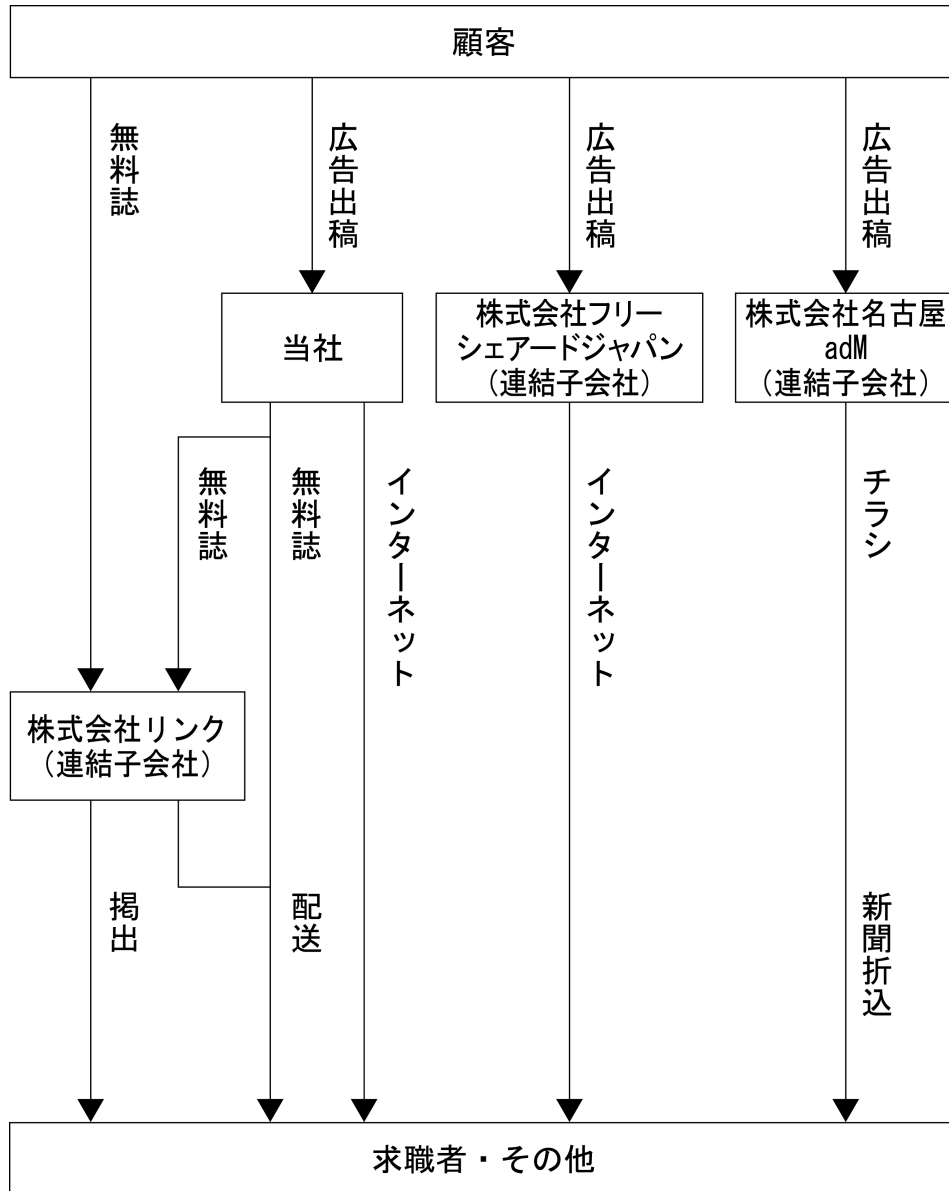 顧客
無料誌
広告出稿
広告出稿
広告出稿
当社
株式会社フリー
シェアードジャパン
（連結子会社）
株式会社名古屋
adM
（連結子会社）
無料誌
無料誌
インターネット
インターネット
チラシ
株式会社リンク
（連結子会社）
掲出
配送
新聞折込
求職者・その他